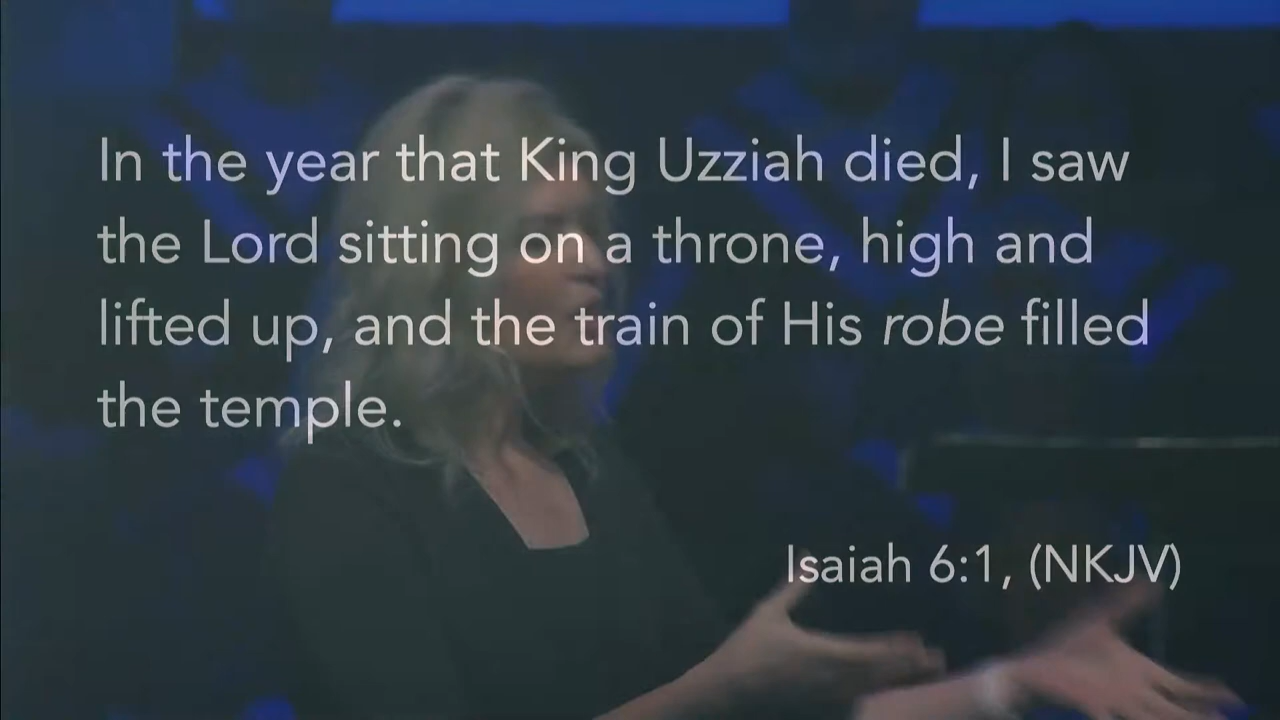 In the year that King Uzziah died, I saw
the Lord sitting on a throne, high and
lifted up, and the train of His robe filled
the temple.
Isaiah 6:1, (NKJV)